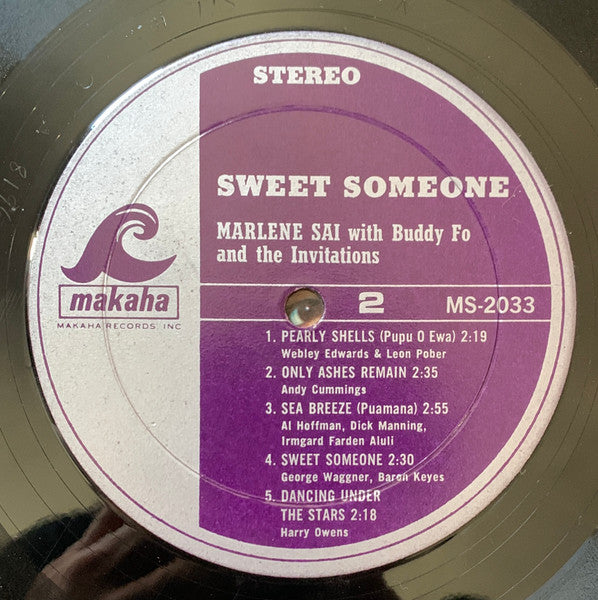 STEREO
SWEET SOMEONE
MARLENE SAI with Buddy Fo
and the Invitations
makaha
MAKAHA RECORDS, INC
2
MS-2033
1. PEARLY SHELLS (Pupu O Ewa) 2:19
Webley Edwards & Leon Pober
2. ONLY ASHES REMAIN 2:35
Andy Cummings
3. SEA BREEZE (Puamana) 2:55
Al Hoffman, Dick Manning,
Irmgard Farden Aluli
4. SWEET SOMEONE 2:30
George Waggner, Baron Keyes
5. DANCING UNDER
THE STARS 2:18
Harry Owens